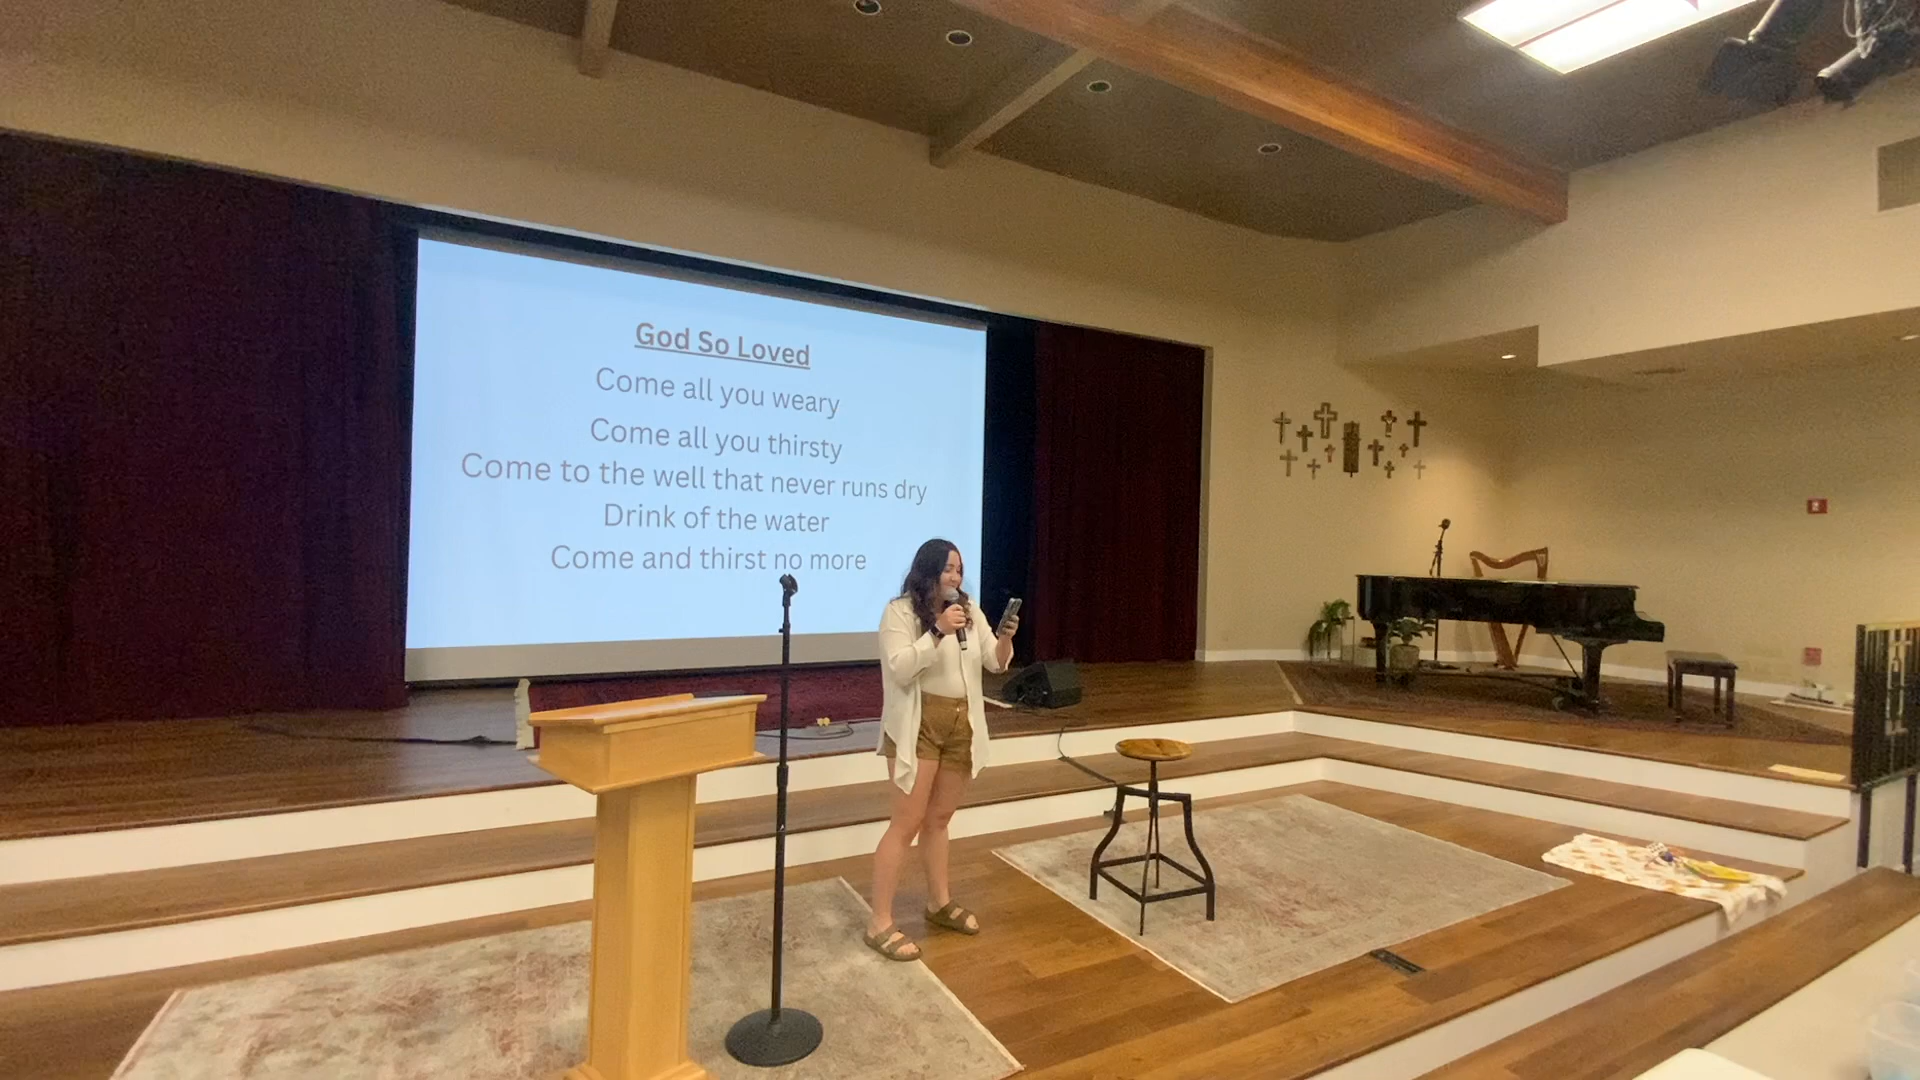 God So Loved
Come all you weary
Come all you thirsty
Come to the well that never runs dry
Drink of the water
Come and thirst no more